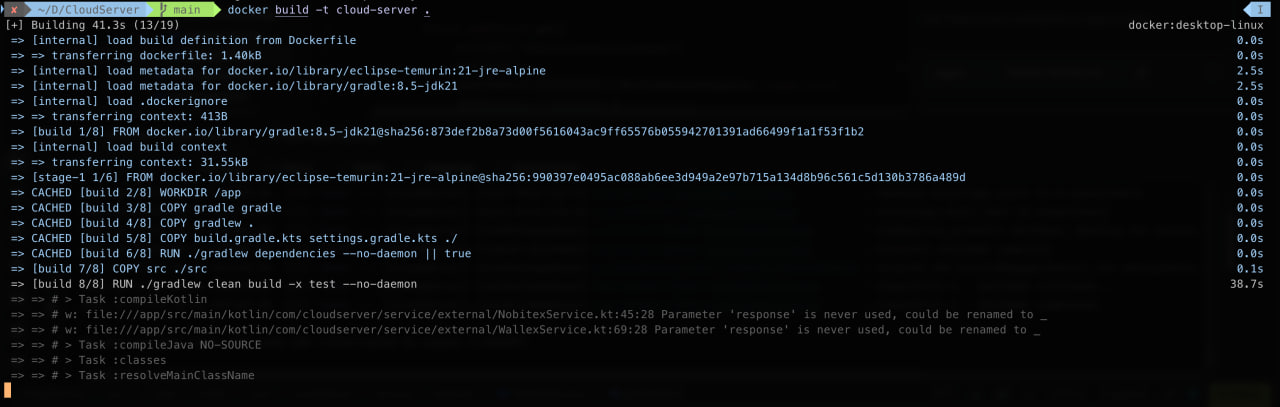 ✘ ~/D/CloudServer main docker build -t cloud-server . I
[+] Building 41.3s (13/19) docker:desktop-linux
=> [internal] load build definition from Dockerfile 0.0s
=> => transferring dockerfile: 1.40kB 0.0s
=> [internal] load metadata for docker.io/library/eclipse-temurin:21-jre-alpine 2.5s
=> [internal] load metadata for docker.io/library/gradle:8.5-jdk21 2.5s
=> [internal] load .dockerignore 0.0s
=> => transferring context: 413B 0.0s
=> [build 1/8] FROM docker.io/library/gradle:8.5-jdk21@sha256:873def2b8a73d00f5616043ac9ff65576b055942701391ad66499f1a1f53f1b2 0.0s
=> [internal] load build context 0.0s
=> => transferring context: 31.55kB 0.0s
=> [stage-1 1/6] FROM docker.io/library/eclipse-temurin:21-jre-alpine@sha256:990397e0495ac088ab6ee3d949a2e97b715a134d8b96c561c5d130b3786a489d 0.0s
=> CACHED [build 2/8] WORKDIR /app 0.0s
=> CACHED [build 3/8] COPY gradle gradle 0.0s
=> CACHED [build 4/8] COPY gradlew . 0.0s
=> CACHED [build 5/8] COPY build.gradle.kts settings.gradle.kts ./ 0.0s
=> CACHED [build 6/8] RUN ./gradlew dependencies --no-daemon || true 0.0s
=> [build 7/8] COPY src ./src 0.1s
=> [build 8/8] RUN ./gradlew clean build -x test --no-daemon 38.7s
=> => # > Task :compileKotlin
=> => # w: file:///app/src/main/kotlin/com/cloudserver/service/external/NobitexService.kt:45:28 Parameter 'response' is never used, could be renamed to _
=> => # w: file:///app/src/main/kotlin/com/cloudserver/service/external/WallexService.kt:69:28 Parameter 'response' is never used, could be renamed to _
=> => # > Task :compileJava NO-SOURCE
=> => # > Task :classes
=> => # > Task :resolveMainClassName